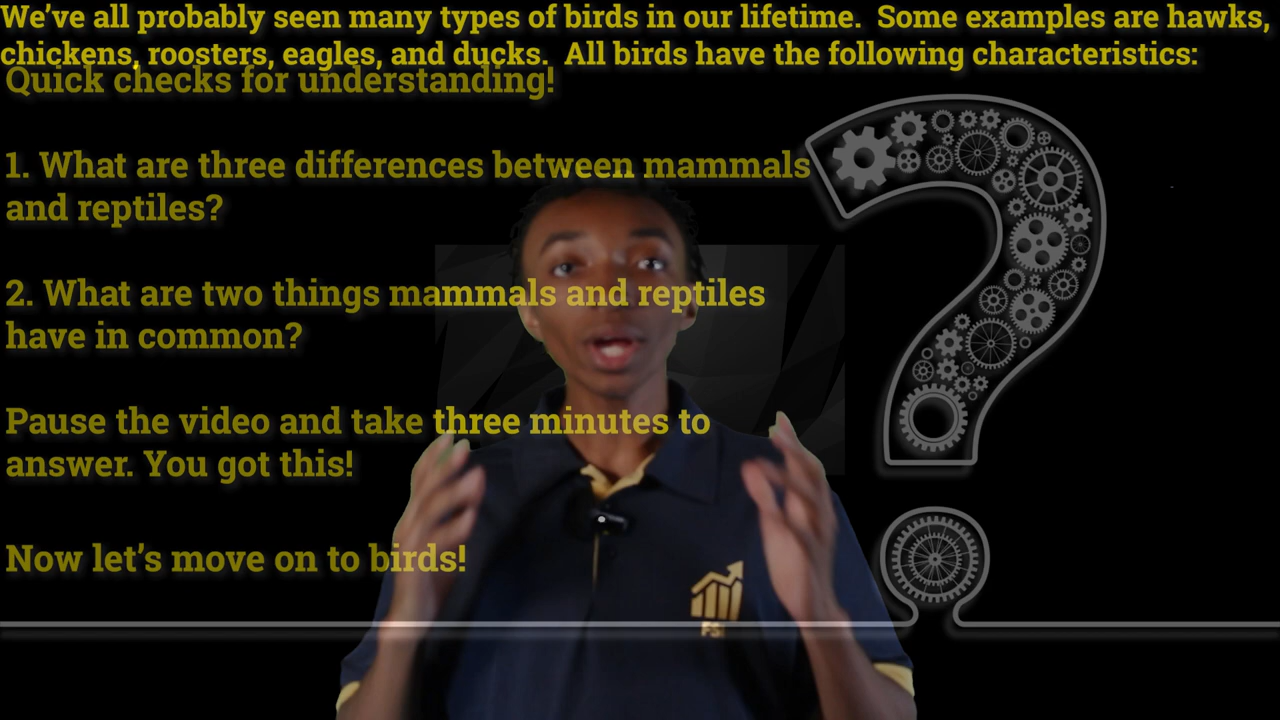 We've all probably seen many types of birds in our lifetime.  Some examples are hawks,
chickens, roosters, eagles, and ducks.  All birds have the following characteristics:
Quick checks for understanding!
1. What are three differences between mammals
and reptiles?
2. What are two things mammals and reptiles
have in common?
Pause the video and take three minutes to
answer. You got this!
Now let's move on to birds!